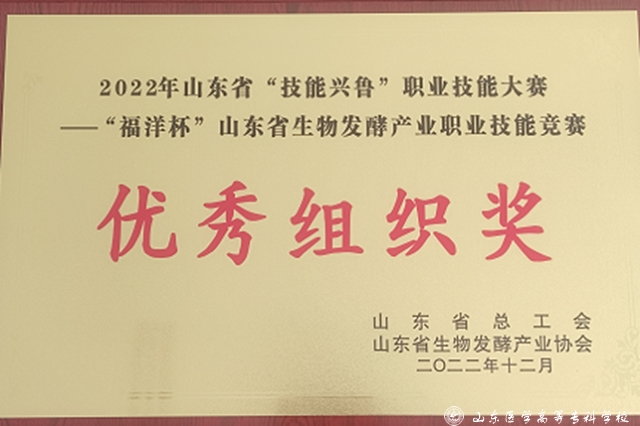 2022年山东省“技能兴鲁”职业技能大赛
——“福洋杯”山东省生物发酵产业职业技能竞赛
优秀组织奖
山东省总工会
山东省生物发酵产业协会
二〇二二年十二月
山东医学高等专科学校